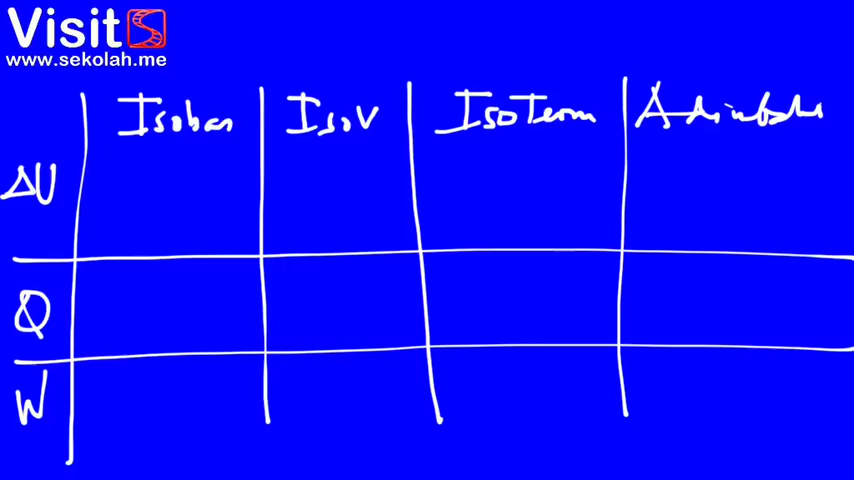 Visit
www.sekolah.me
Isobar IsoV IsoTerm
ΔU
Q
W